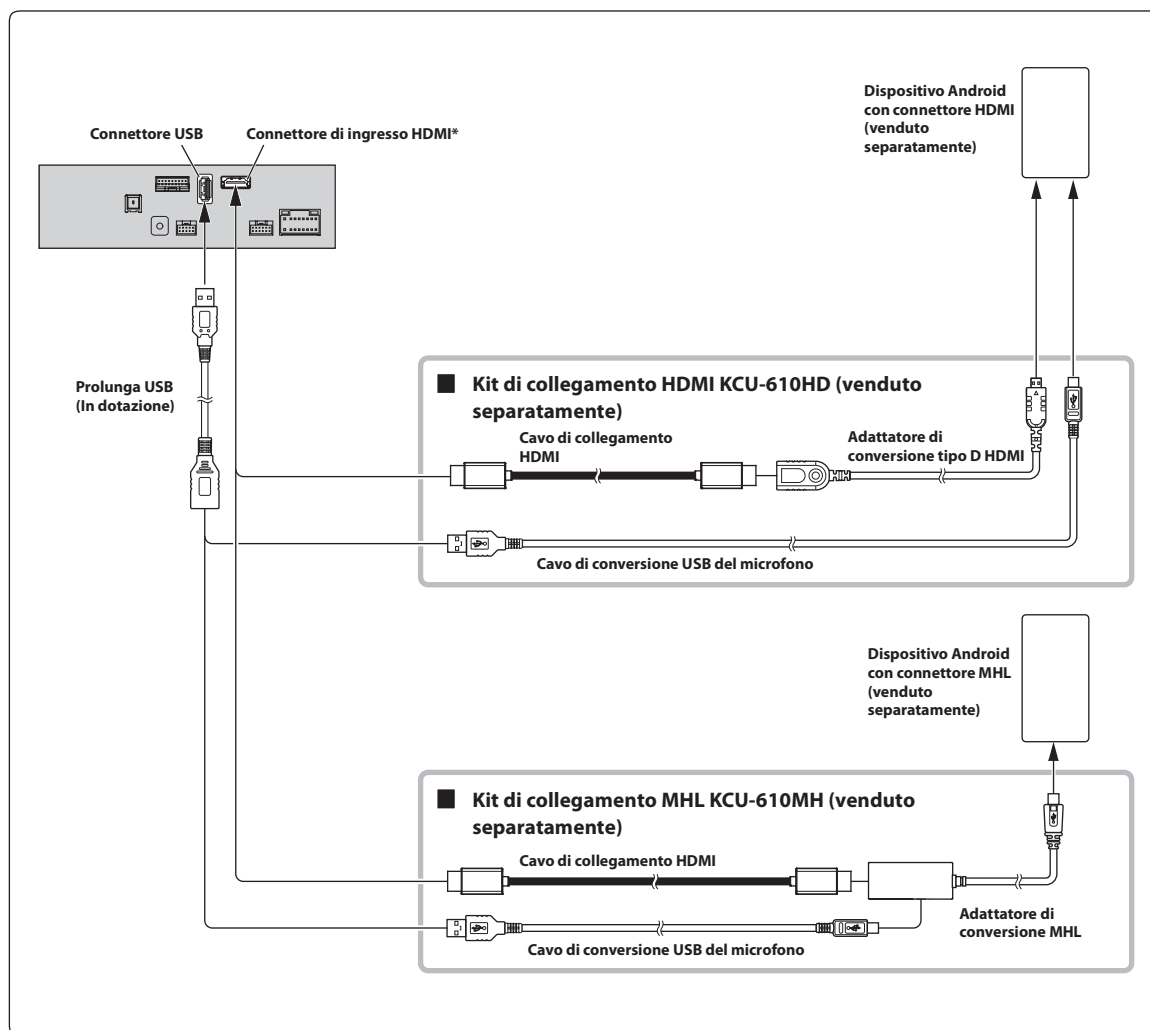 Dispositivo Android
con connettore HDMI
(venduto
separatamente)
Connettore USB
Connettore di ingresso HDMI*
Prolunga USB
(In dotazione)
■ Kit di collegamento HDMI KCU-610HD (venduto
separatamente)
Cavo di collegamento
HDMI
Adattatore di
conversione tipo D HDMI
Cavo di conversione USB del microfono
Dispositivo Android
con connettore MHL
(venduto
separatamente)
■ Kit di collegamento MHL KCU-610MH (venduto
separatamente)
Cavo di collegamento HDMI
Adattatore di
conversione MHL
Cavo di conversione USB del microfono